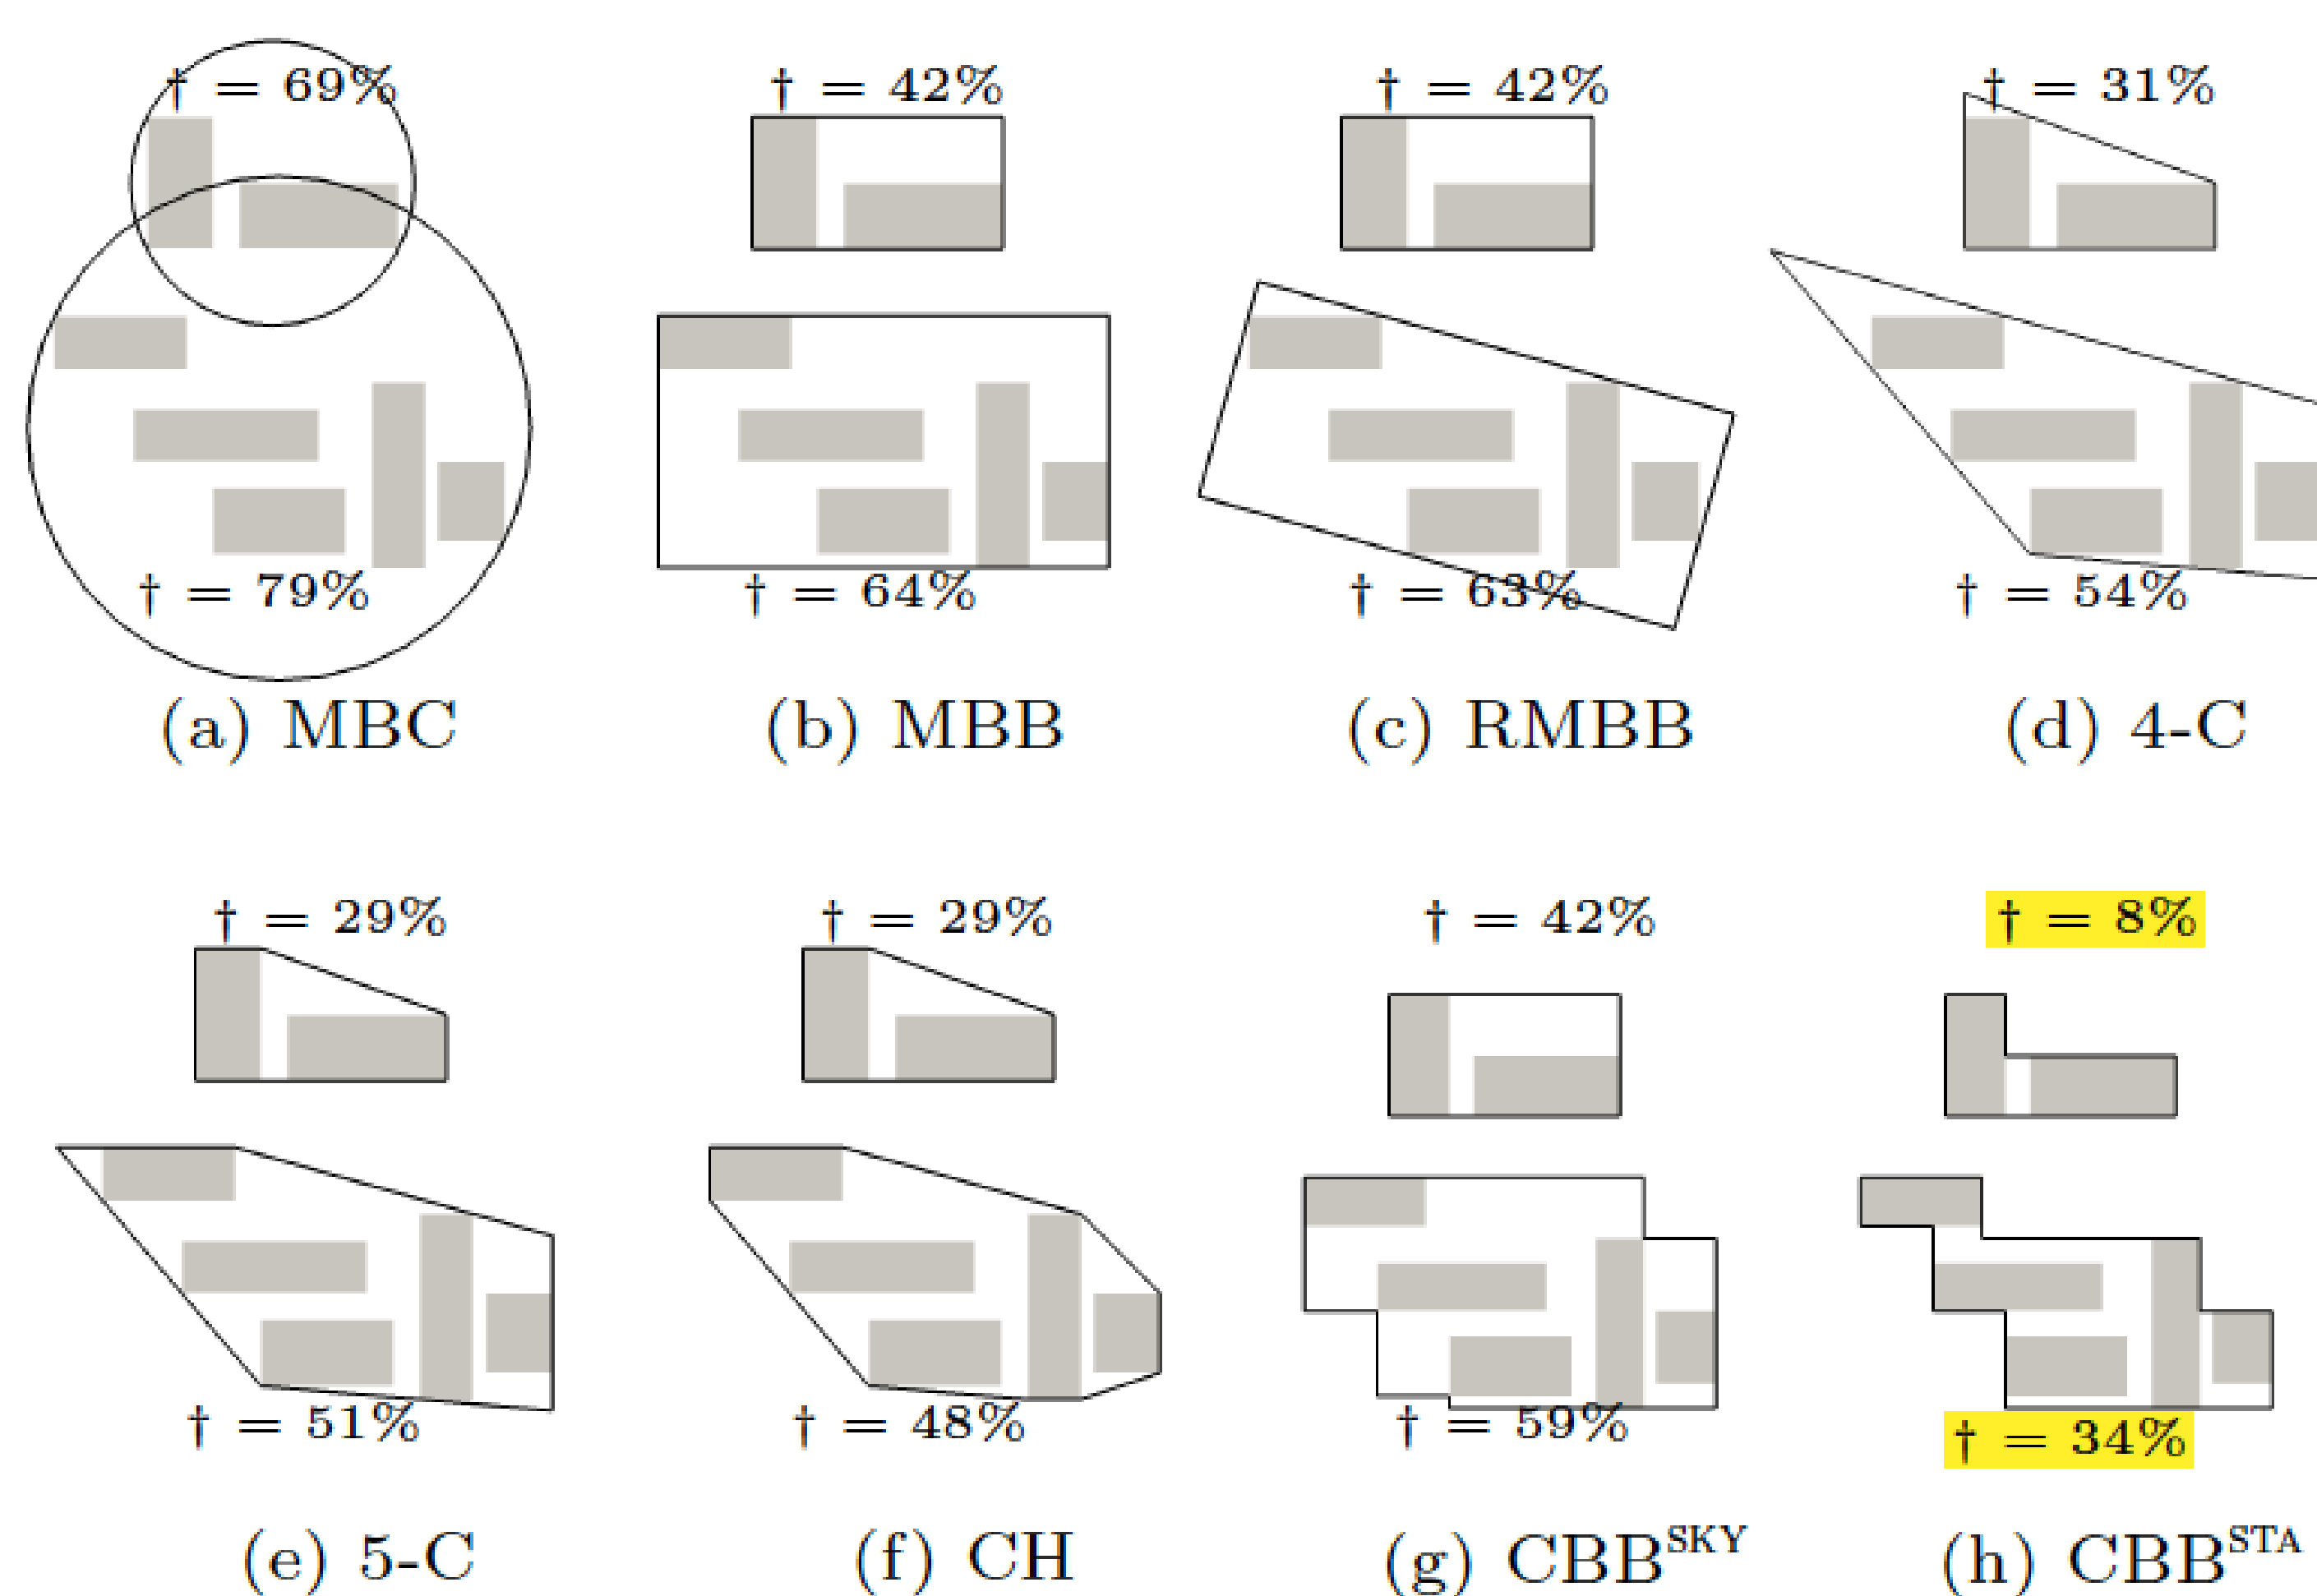 † = 69% † = 42% † = 42% † = 31%
† = 79% † = 64% † = 63% † = 54%
(a) MBC (b) MBB (c) RMBB (d) 4-C
† = 29% † = 29% † = 42% † = 8%
† = 51% † = 48% † = 59% † = 34%
(e) 5-C (f) CH (g) CBB^SKY (h) CBB^STA